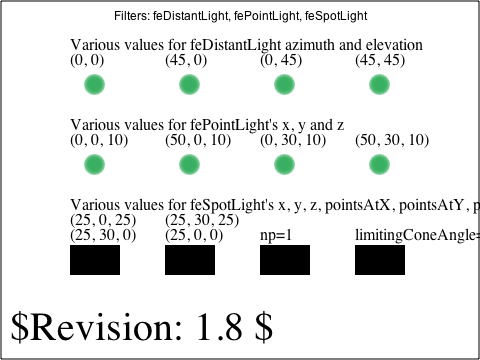 Filters: feDistantLight, fePointLight, feSpotLight
Various values for feDistantLight azimuth and elevation
(0, 0) (45, 0) (0, 45) (45, 45)
Various values for fePointLight's x, y and z
(0, 0, 10) (50, 0, 10) (0, 30, 10) (50, 30, 10)
Various values for feSpotLight's x, y, z, pointsAtX, pointsAtY, p
(25, 0, 25) (25, 30, 25)
(25, 30, 0) (25, 0, 0) np=1 limitingConeAngle=
$Revision: 1.8 $